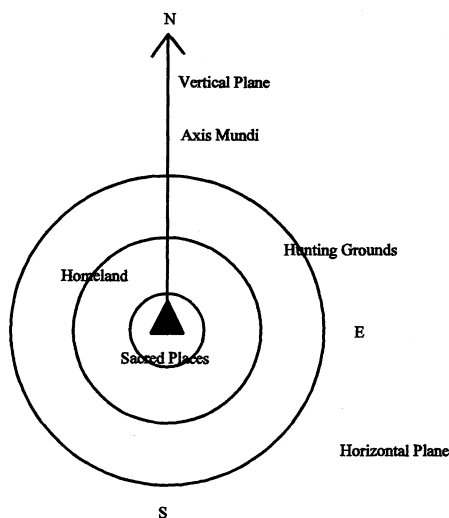 N
Vertical Plane
Axis Mundi
Hunting Grounds
Homeland
E
Sacred Places
Horizontal Plane
S